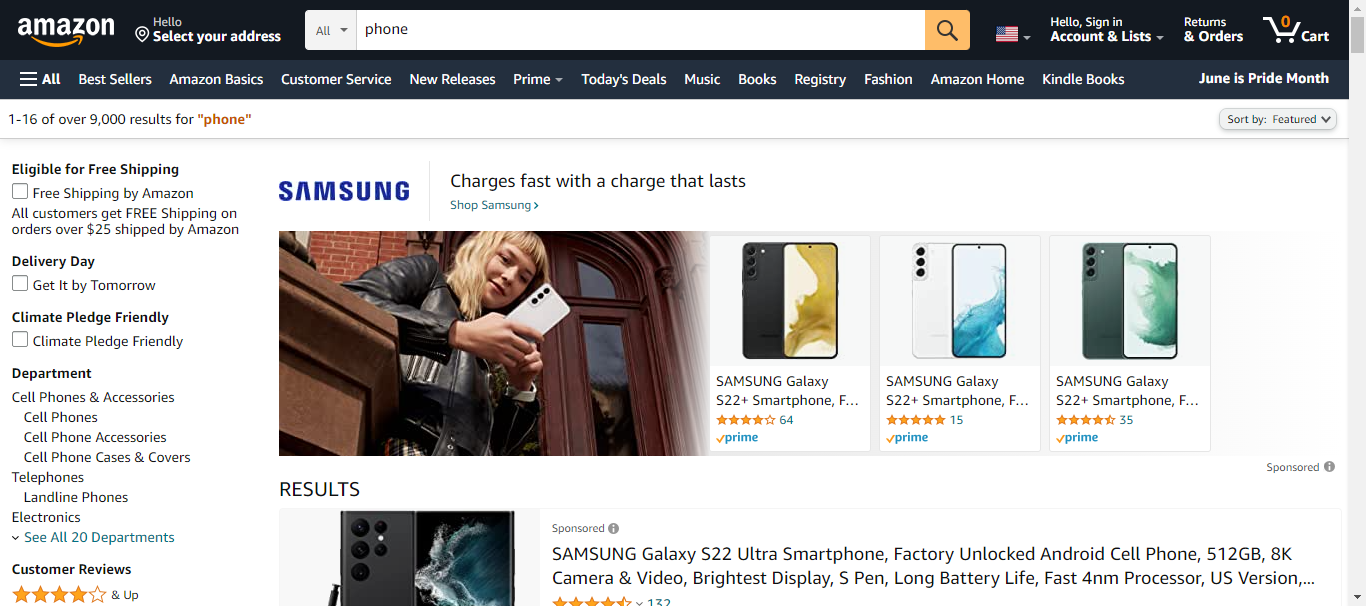 amazon
Hello
Select your address
All
phone
Hello, Sign in
Account & Lists
Returns
& Orders
0
Cart
All
Best Sellers
Amazon Basics
Customer Service
New Releases
Prime
Today's Deals
Music
Books
Registry
Fashion
Amazon Home
Kindle Books
June is Pride Month
1-16 of over 9,000 results for "phone"
Sort by: Featured
Eligible for Free Shipping
Free Shipping by Amazon
All customers get FREE Shipping on
orders over $25 shipped by Amazon
Delivery Day
Get It by Tomorrow
Climate Pledge Friendly
Climate Pledge Friendly
Department
Cell Phones & Accessories
Cell Phones
Cell Phone Accessories
Cell Phone Cases & Covers
Telephones
Landline Phones
Electronics
See All 20 Departments
Customer Reviews
& Up
SAMSUNG
Charges fast with a charge that lasts
Shop Samsung
SAMSUNG Galaxy
S22+ Smartphone, F...
64
prime
SAMSUNG Galaxy
S22+ Smartphone, F...
15
prime
SAMSUNG Galaxy
S22+ Smartphone, F...
35
prime
Sponsored
RESULTS
Sponsored
SAMSUNG Galaxy S22 Ultra Smartphone, Factory Unlocked Android Cell Phone, 512GB, 8K
Camera & Video, Brightest Display, S Pen, Long Battery Life, Fast 4nm Processor, US Version,...
132